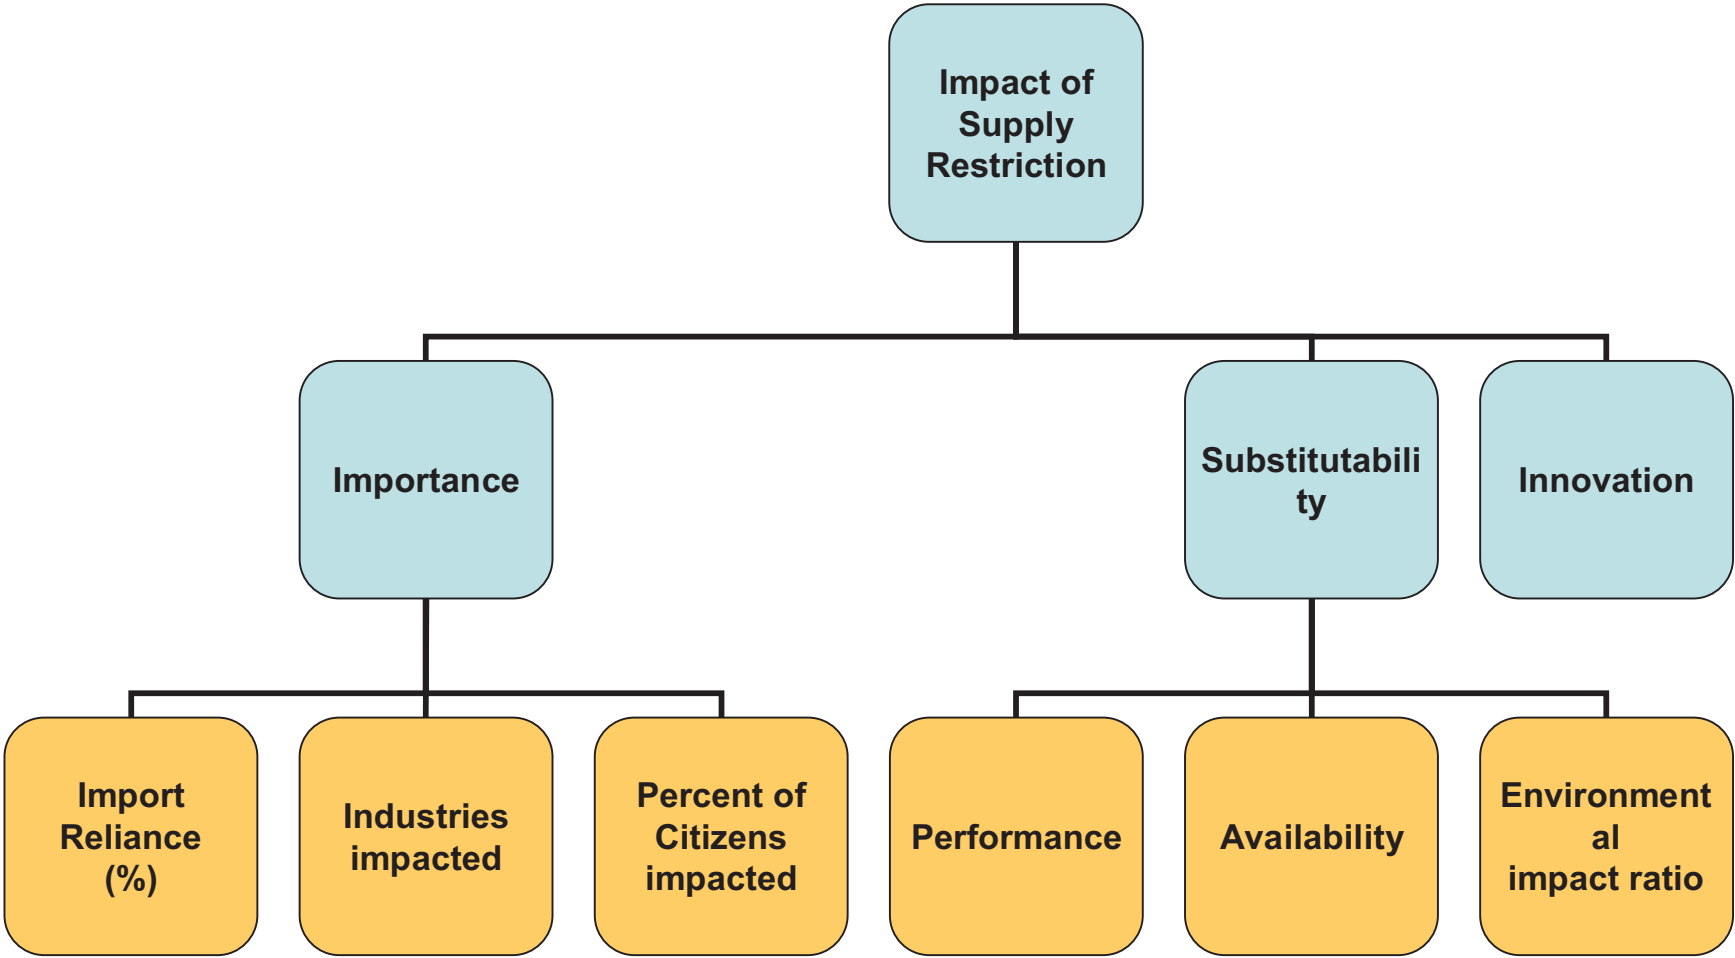 Impact of
Supply
Restriction
Importance
Substitutabili
ty
Innovation
Import
Reliance
(%)
Industries
impacted
Percent of
Citizens
impacted
Performance
Availability
Environment
al
impact ratio